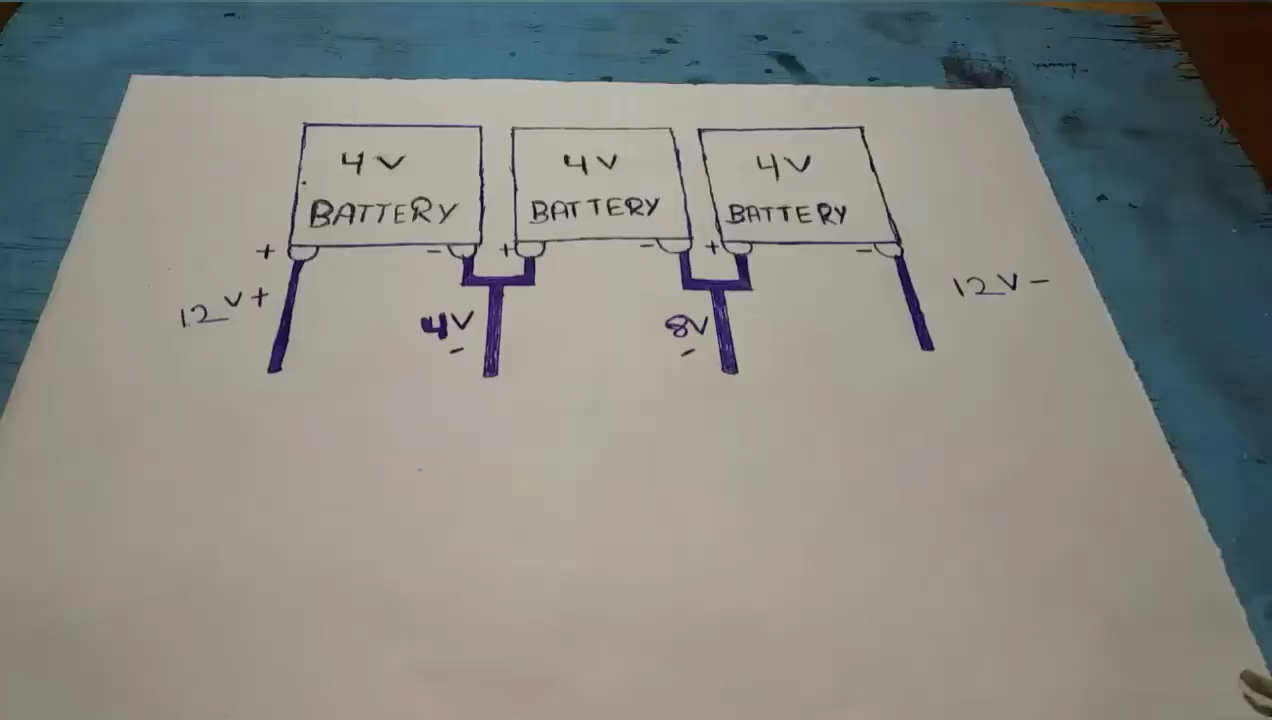 4V
BATTERY
4V
BATTERY
4V
BATTERY
+
-
+
-
+
-
12V+
4V
-
8V
-
12V-